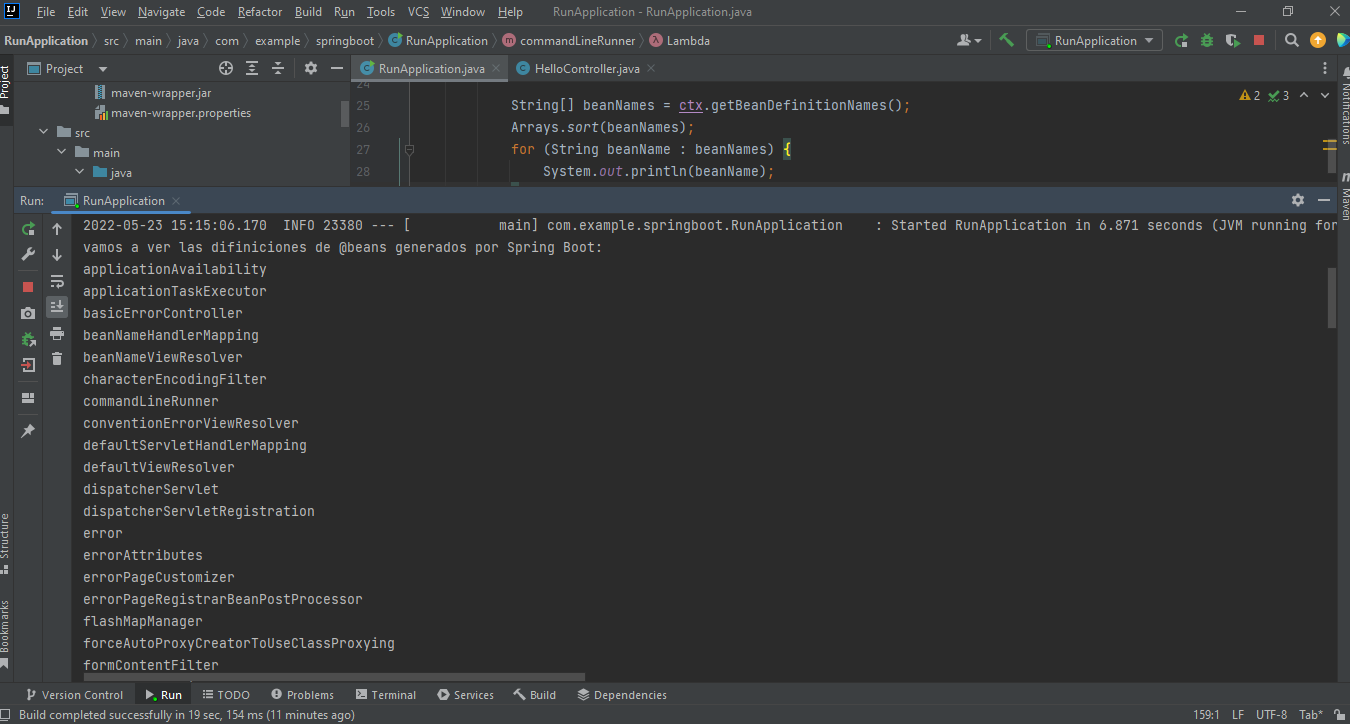 IJ File Edit View Navigate Code Refactor Build Run Tools VCS Window Help RunApplication - RunApplication.java
RunApplication src main java com example springboot C RunApplication m commandLineRunner λ Lambda RunApplication
Project Project C RunApplication.java C HelloController.java
maven-wrapper.jar
maven-wrapper.properties
src
main
java
24
25 String[] beanNames = ctx.getBeanDefinitionNames();
26 Arrays.sort(beanNames);
27 for (String beanName : beanNames) {
28 System.out.println(beanName);
2 3
Notifications
m Maven
Run: RunApplication
2022-05-23 15:15:06.170  INFO 23380 --- [           main] com.example.springboot.RunApplication    : Started RunApplication in 6.871 seconds (JVM running for
vamos a ver las difiniciones de @beans generados por Spring Boot:
applicationAvailability
applicationTaskExecutor
basicErrorController
beanNameHandlerMapping
beanNameViewResolver
characterEncodingFilter
commandLineRunner
conventionErrorViewResolver
defaultServletHandlerMapping
defaultViewResolver
dispatcherServlet
dispatcherServletRegistration
error
errorAttributes
errorPageCustomizer
errorPageRegistrarBeanPostProcessor
flashMapManager
forceAutoProxyCreatorToUseClassProxying
formContentFilter
Structure
Bookmarks
Version Control Run TODO Problems Terminal Services Build Dependencies
Build completed successfully in 19 sec, 154 ms (11 minutes ago) 159:1 LF UTF-8 Tab*